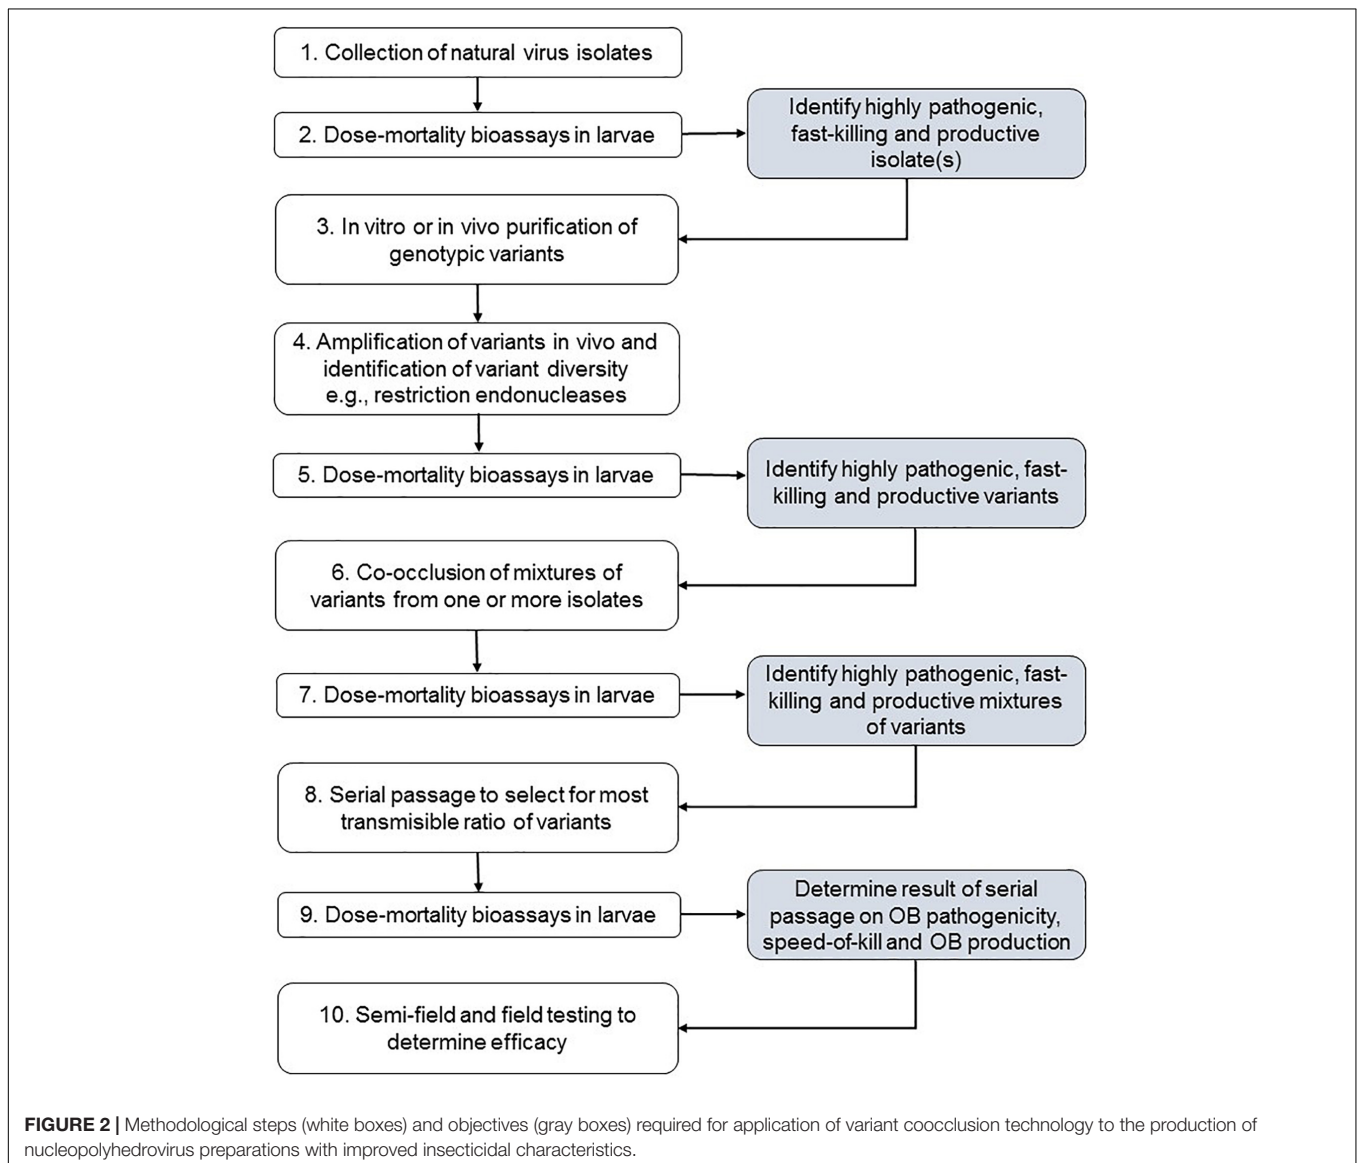 1. Collection of natural virus isolates
2. Dose-mortality bioassays in larvae
Identify highly pathogenic,
fast-killing and productive
isolate(s)
3. In vitro or in vivo purification of
genotypic variants
4. Amplification of variants in vivo and
identification of variant diversity
e.g., restriction endonucleases
5. Dose-mortality bioassays in larvae
Identify highly pathogenic, fast-
killing and productive variants
6. Co-occlusion of mixtures of
variants from one or more isolates
7. Dose-mortality bioassays in larvae
Identify highly pathogenic, fast-
killing and productive mixtures
of variants
8. Serial passage to select for most
transmisible ratio of variants
9. Dose-mortality bioassays in larvae
Determine result of serial
passage on OB pathogenicity,
speed-of-kill and OB production
10. Semi-field and field testing to
determine efficacy
FIGURE 2 | Methodological steps (white boxes) and objectives (gray boxes) required for application of variant coocclusion technology to the production of
nucleopolyhedrovirus preparations with improved insecticidal characteristics.